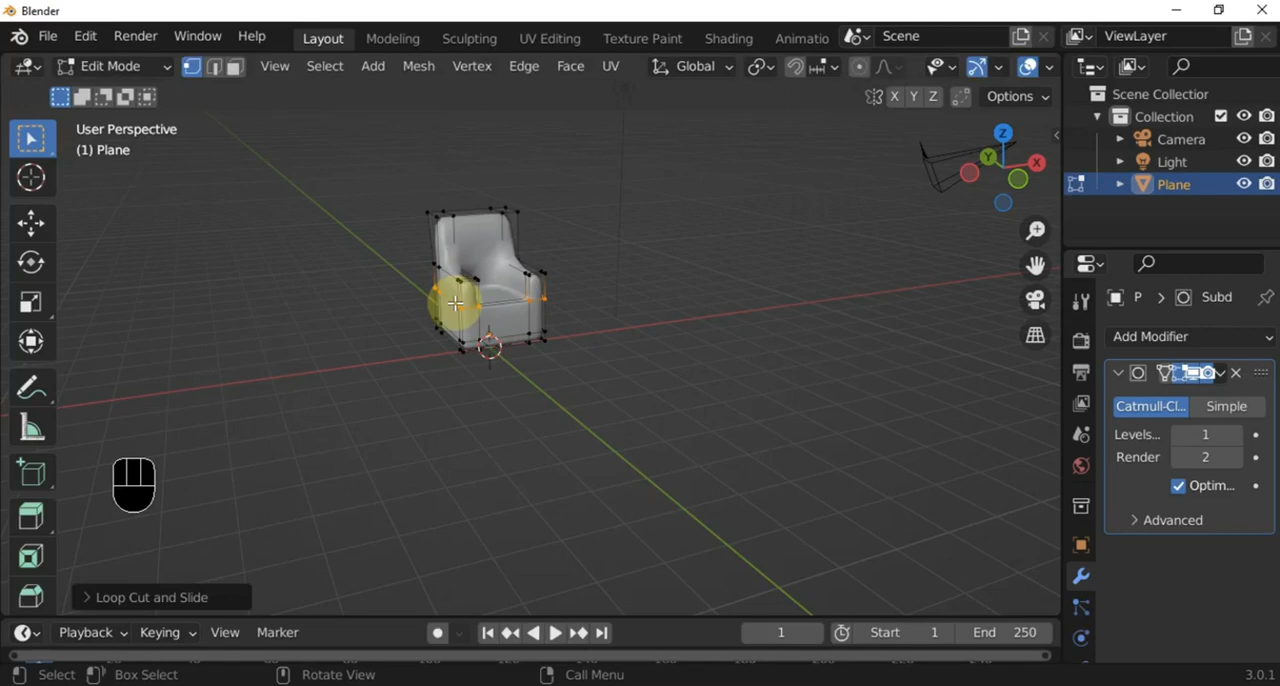 Blender
File Edit Render Window Help Layout Modeling Sculpting UV Editing Texture Paint Shading Animatio Scene ViewLayer
Edit Mode View Select Add Mesh Vertex Edge Face UV Global
X Y Z Options
Scene Collection
Collection
Camera
Light
Plane
User Perspective
(1) Plane
Z
Y
X
P > Subd
Add Modifier
Catmull-Cl... Simple
Levels... 1
Render 2
Optim...
Advanced
Loop Cut and Slide
Playback Keying View Marker 1 Start 1 End 250
Select Box Select Rotate View Call Menu 3.0.1